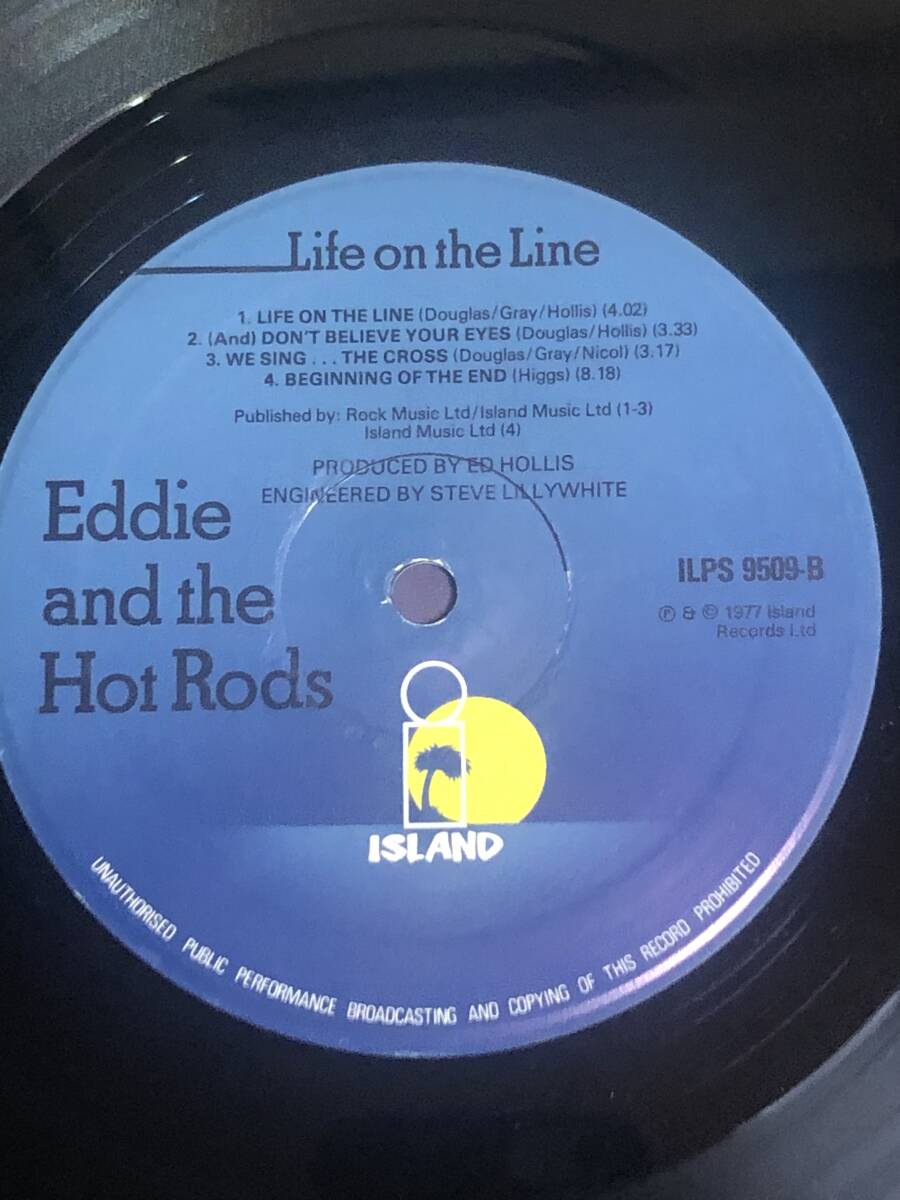 Life on the Line
1. LIFE ON THE LINE (Douglas/Gray/Hollis) (4.02)
2. (And) DON'T BELIEVE YOUR EYES (Douglas/Hollis) (3.33)
3. WE SING . . . THE CROSS (Douglas/Gray/Nicol) (3.17)
4. BEGINNING OF THE END (Higgs) (8.18)
Published by: Rock Music Ltd/Island Music Ltd (1-3)
Island Music Ltd (4)
PRODUCED BY ED HOLLIS
ENGINEERED BY STEVE LILLYWHITE
Eddie
and the
Hot Rods
ILPS 9509-B
℗ & © 1977 Island
Records Ltd
ISLAND
UNAUTHORISED PUBLIC PERFORMANCE BROADCASTING AND COPYING OF THIS RECORD PROHIBITED